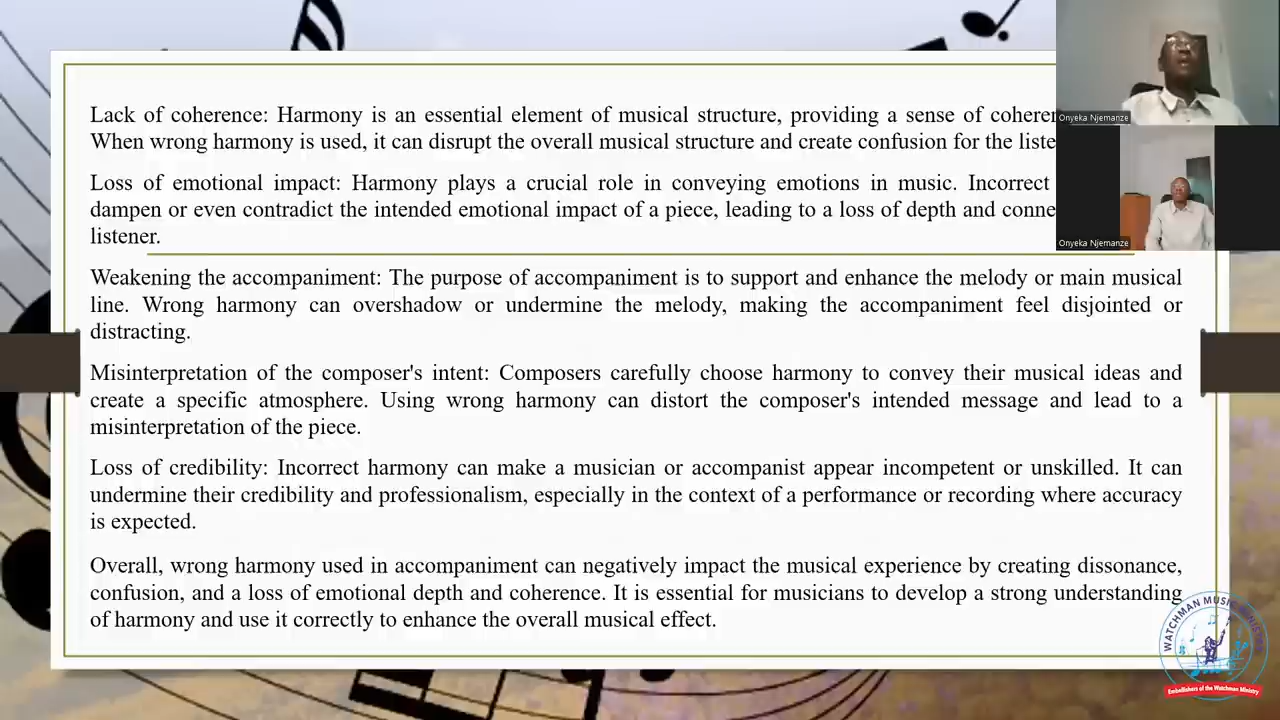 Lack of coherence: Harmony is an essential element of musical structure, providing a sense of
When wrong harmony is used, it can disrupt the overall musical structure and create confusion for the
Loss of emotional impact: Harmony plays a crucial role in conveying emotions in music. Incorrect
dampen or even contradict the intended emotional impact of a piece, leading to a loss of depth and
listener.
Weakening the accompaniment: The purpose of accompaniment is to support and enhance the melody or main musical
line. Wrong harmony can overshadow or undermine the melody, making the accompaniment feel disjointed or
distracting.
Misinterpretation of the composer's intent: Composers carefully choose harmony to convey their musical ideas and
create a specific atmosphere. Using wrong harmony can distort the composer's intended message and lead to a
misinterpretation of the piece.
Loss of credibility: Incorrect harmony can make a musician or accompanist appear incompetent or unskilled. It can
undermine their credibility and professionalism, especially in the context of a performance or recording where accuracy
is expected.
Overall, wrong harmony used in accompaniment can negatively impact the musical experience by creating dissonance,
confusion, and a loss of emotional depth and coherence. It is essential for musicians to develop a strong understanding
of harmony and use it correctly to enhance the overall musical effect.
Onyeka Njemanze
Onyeka Njemanze
WATCHMAN MUSIC
Embellishers of the Watchman Ministry